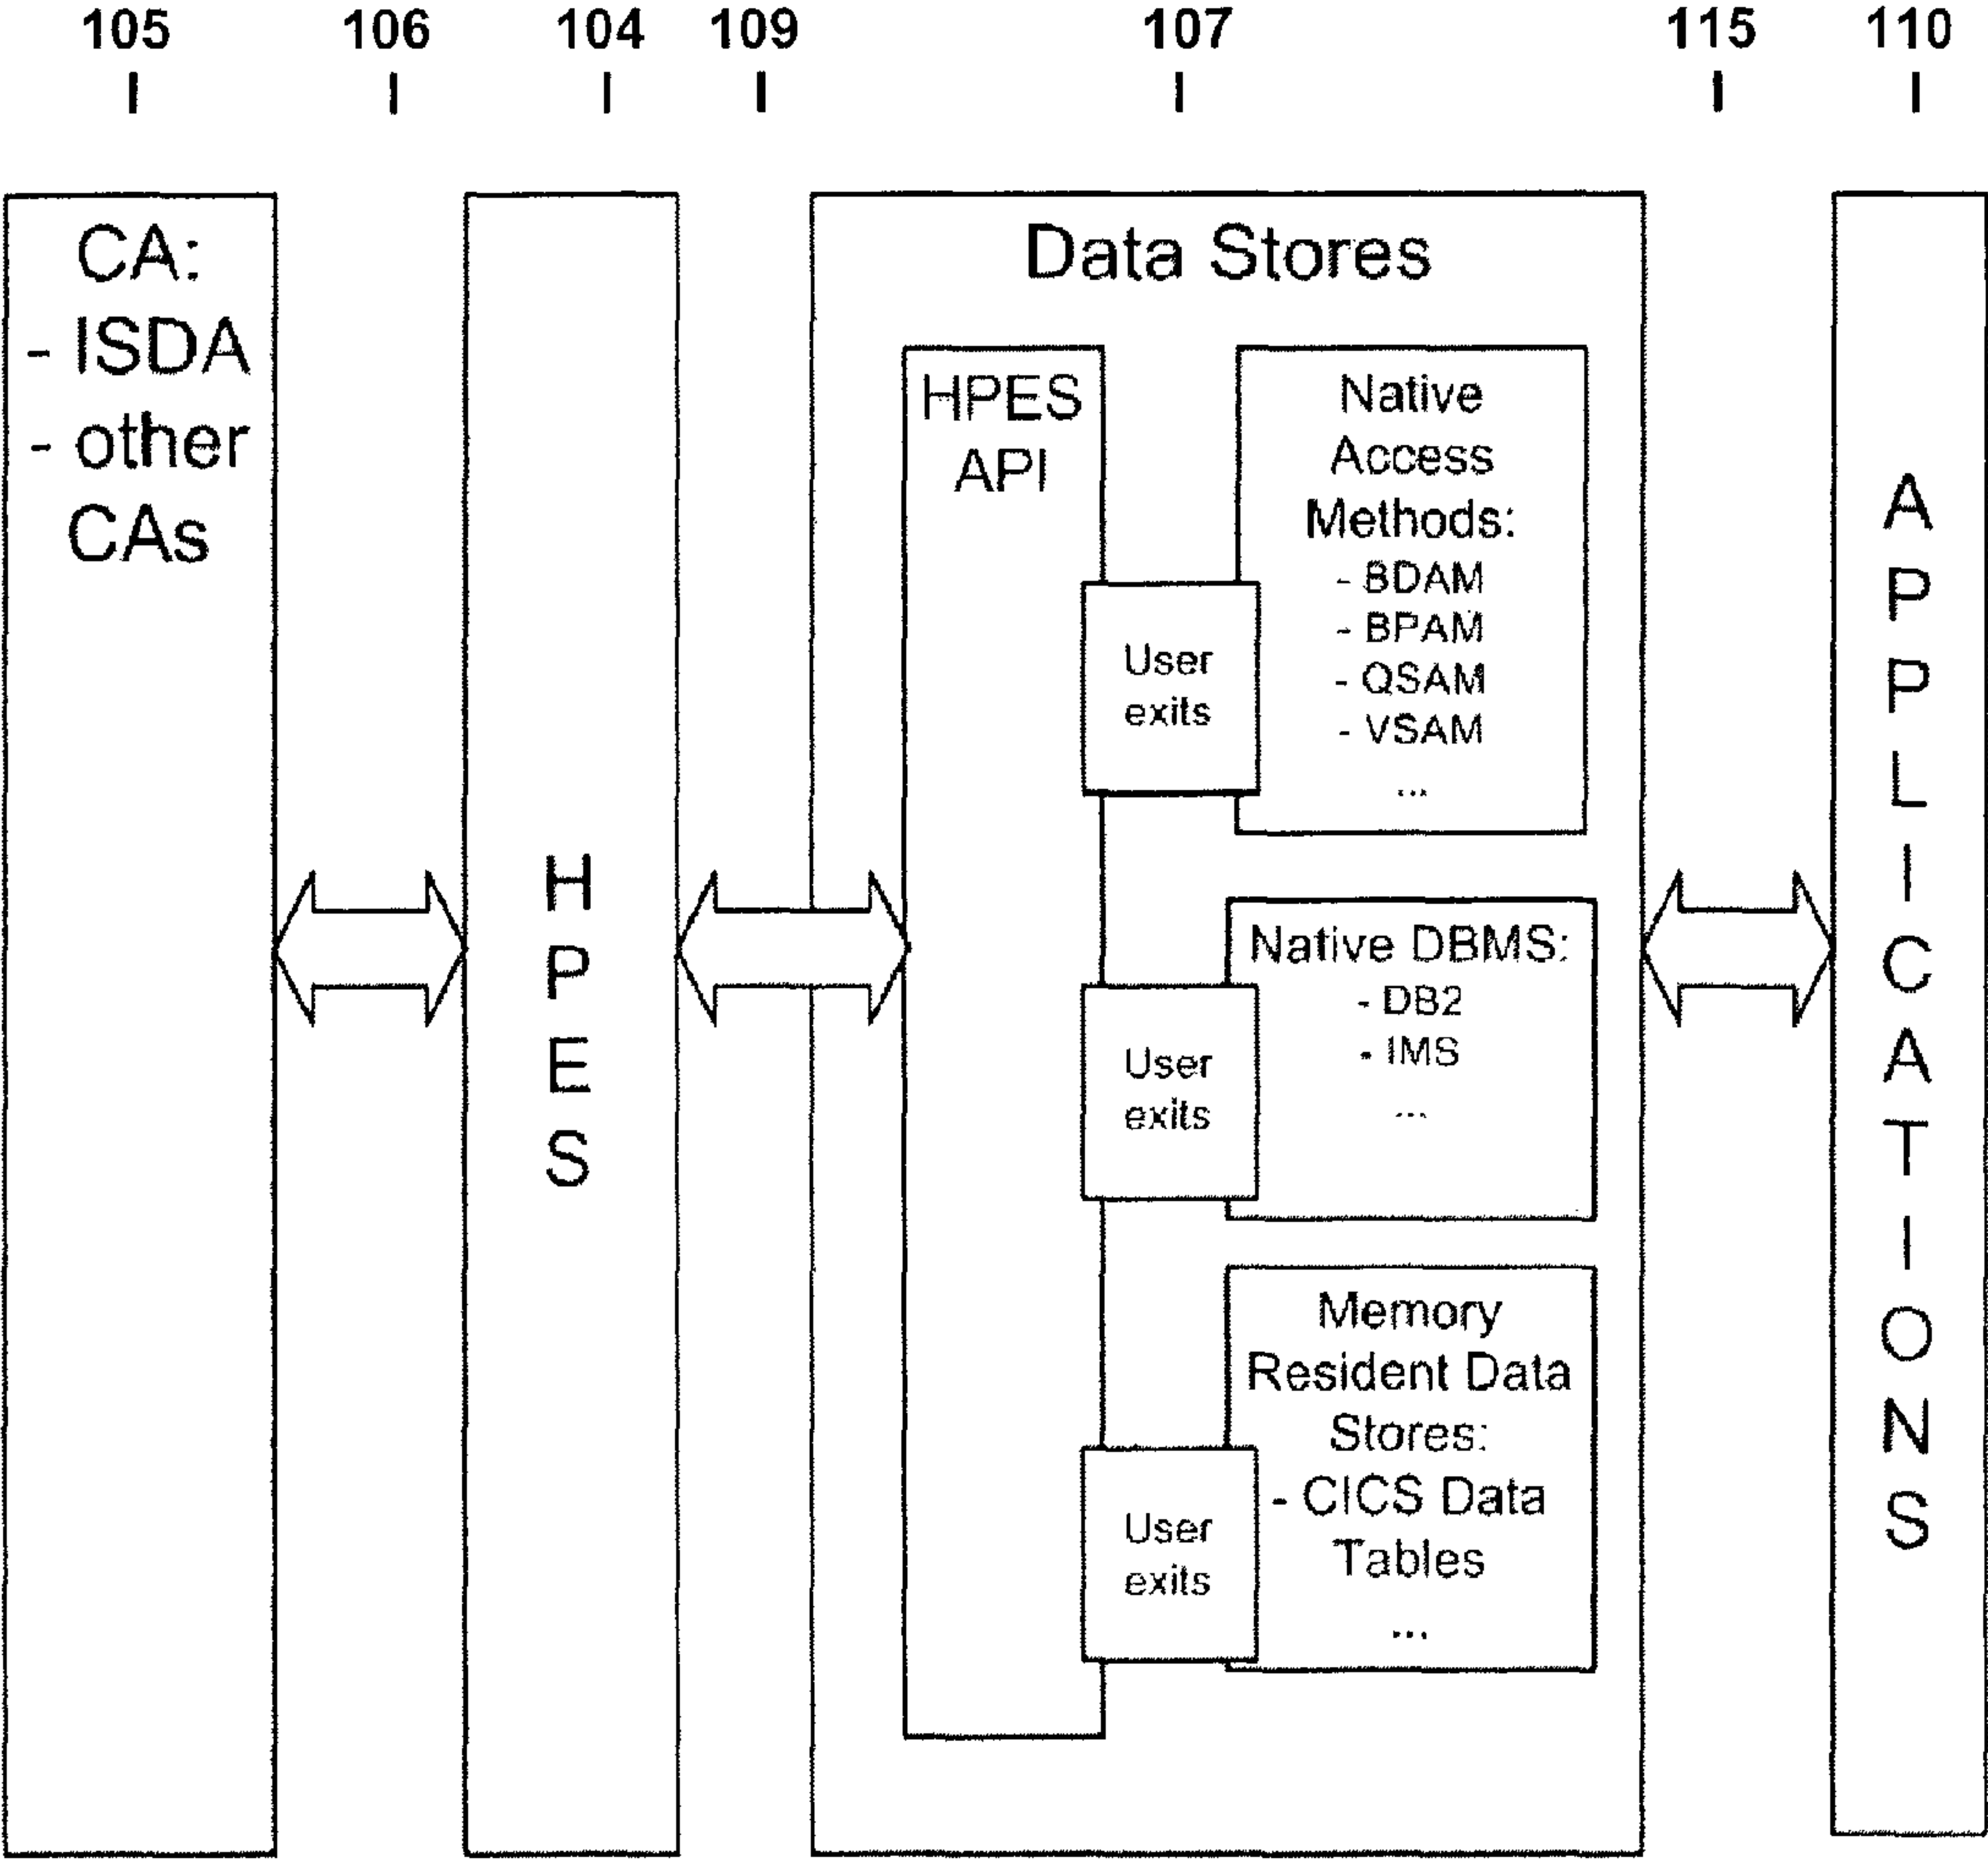 105 106 104 109 107 115 110
CA:
- ISDA
- other
CAs
H
P
E
S
Data Stores
HPES
API
User
exits
Native
Access
Methods:
- BDAM
- BPAM
- QSAM
- VSAM
...
User
exits
Native DBMS:
- DB2
- IMS
...
User
exits
Memory
Resident Data
Stores:
- CICS Data
Tables
...
A
P
P
L
I
C
A
T
I
O
N
S